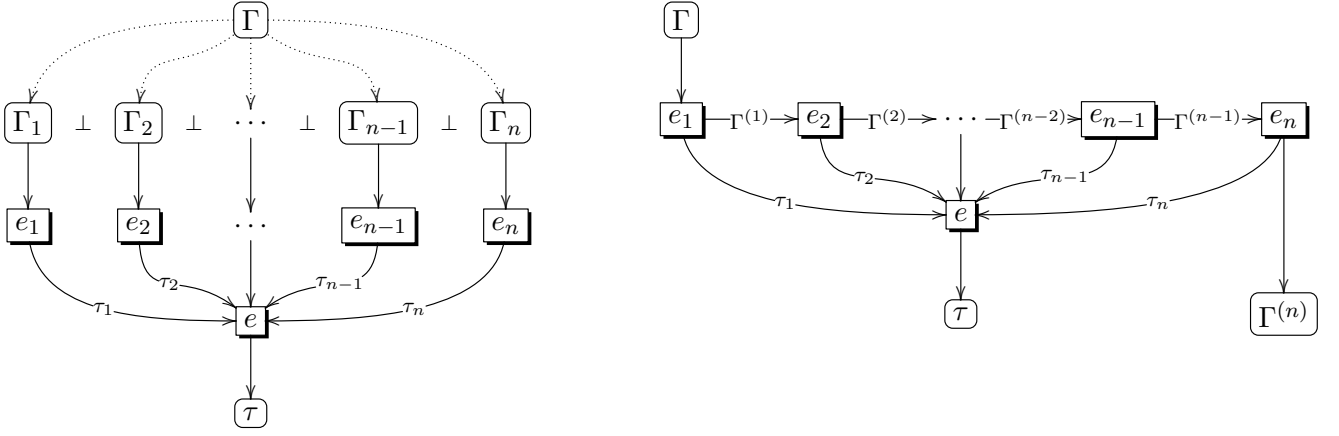 Γ Γ
Γ₁ ⊥ Γ₂ ⊥ ⋯ ⊥ Γₙ₋₁ ⊥ Γₙ
e₁ Γ⁽¹⁾ e₂ Γ⁽²⁾ ⋯ Γ⁽ⁿ⁻²⁾ eₙ₋₁ Γ⁽ⁿ⁻¹⁾ eₙ
e₁ e₂ ⋯ eₙ₋₁ eₙ
τ₁ τ₂ τₙ₋₁ τₙ
e
τ
τ₁ τ₂ τₙ₋₁ τₙ
e
τ Γ⁽ⁿ⁾